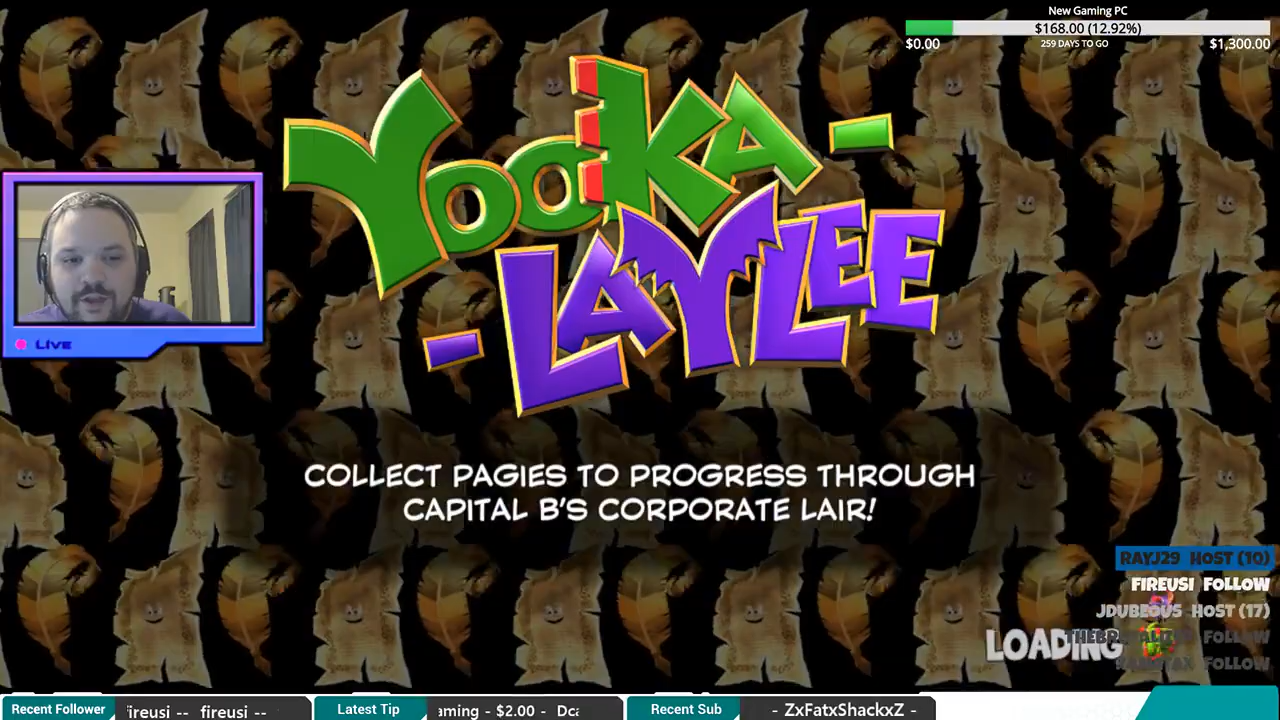 New Gaming PC
$168.00 (12.92%)
$0.00 259 DAYS TO GO $1,300.00
YOOKA-
-LAYLEE
LIVE
COLLECT PAGIES TO PROGRESS THROUGH
CAPITAL B'S CORPORATE LAIR!
RAYJ29 HOST (10)
FIREUSI FOLLOW
JDUBEOUS HOST (17)
FOLLOW
LOADING
FOLLOW
Recent Follower ireusi -- fireusi -- Latest Tip aming - $2.00 - Dca Recent Sub - ZxFatxShackxZ -